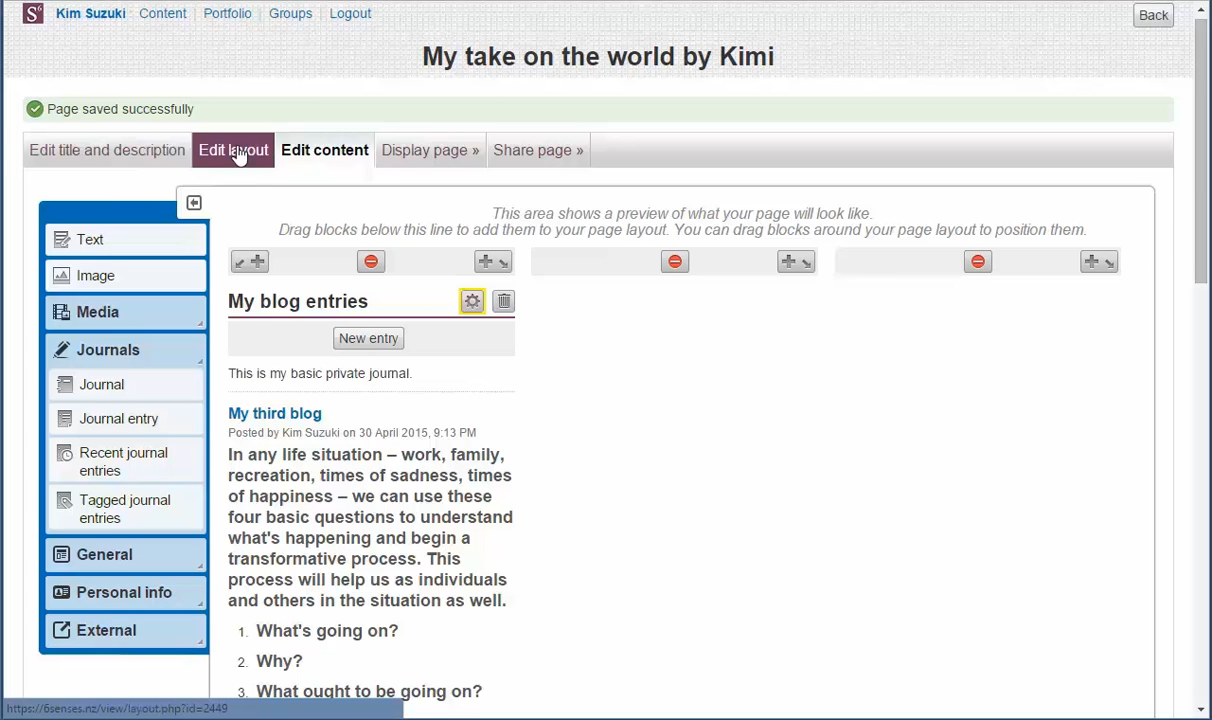 S⁶ Kim Suzuki Content Portfolio Groups Logout Back
My take on the world by Kimi
Page saved successfully
Edit title and description Edit layout Edit content Display page » Share page »
This area shows a preview of what your page will look like.
Drag blocks below this line to add them to your page layout. You can drag blocks around your page layout to position them.
Text
Image
Media
Journals
Journal
Journal entry
Recent journal
entries
Tagged journal
entries
General
Personal info
External
My blog entries
New entry
This is my basic private journal.
My third blog
Posted by Kim Suzuki on 30 April 2015, 9:13 PM
In any life situation – work, family,
recreation, times of sadness, times
of happiness – we can use these
four basic questions to understand
what's happening and begin a
transformative process. This
process will help us as individuals
and others in the situation as well.
1. What's going on?
2. Why?
3. What ought to be going on?
https://6senses.nz/view/layout.php?id=2449